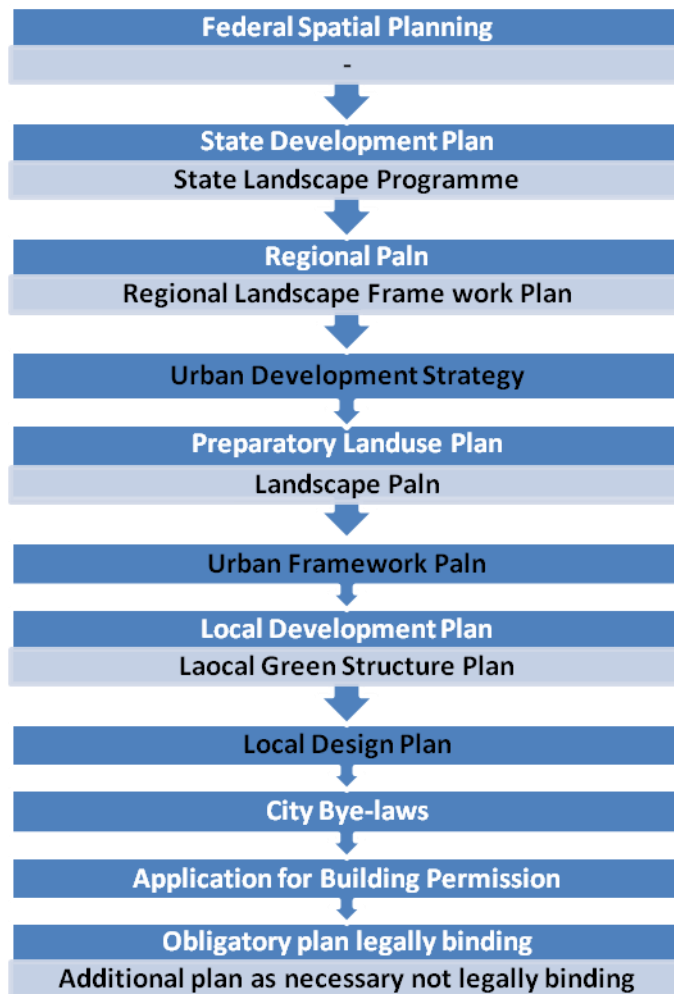 Federal Spatial Planning
-
State Development Plan
State Landscape Programme
Regional Paln
Regional Landscape Frame work Plan
Urban Development Strategy
Preparatory Landuse Plan
Landscape Paln
Urban Framework Paln
Local Development Plan
Laocal Green Structure Plan
Local Design Plan
City Bye-laws
Application for Building Permission
Obligatory plan legally binding
Additional plan as necessary not legally binding